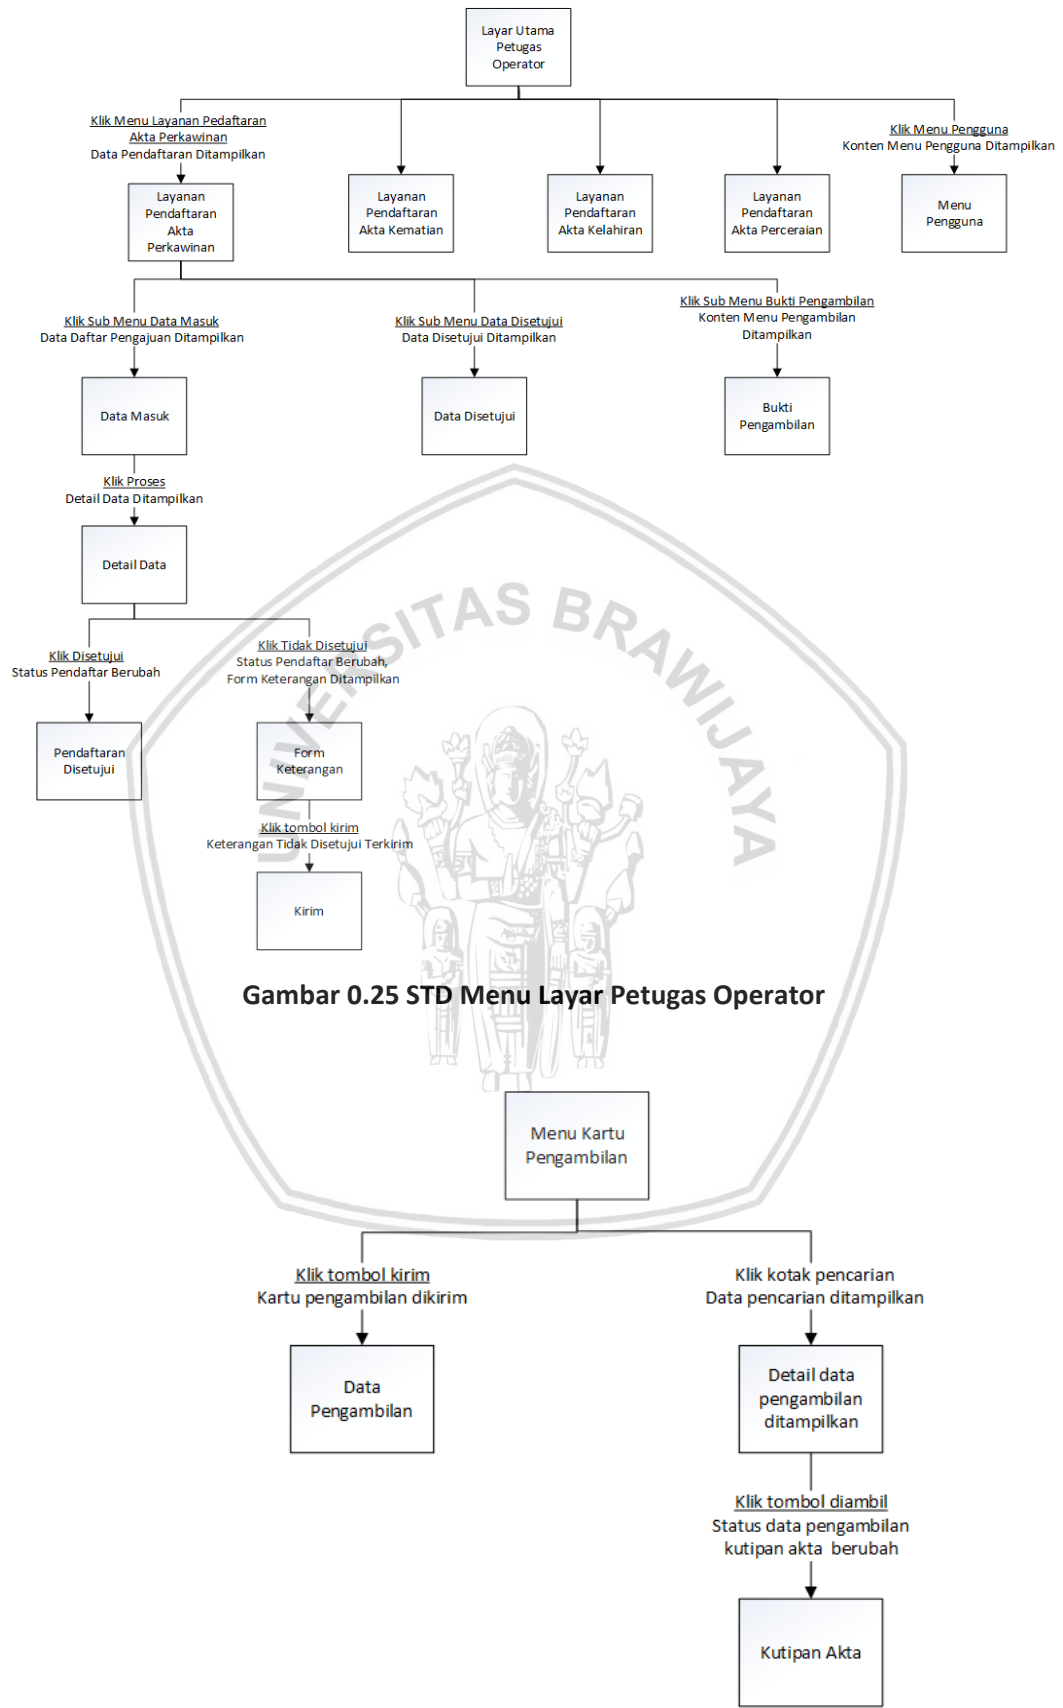 Layar Utama
Petugas
Operator
Klik Menu Layanan Pedaftaran
Akta Perkawinan
Data Pendaftaran Ditampilkan
Klik Menu Pengguna
Konten Menu Pengguna Ditampilkan
Layanan
Pendaftaran
Akta
Perkawinan
Layanan
Pendaftaran
Akta Kematian
Layanan
Pendaftaran
Akta Kelahiran
Layanan
Pendaftaran
Akta Perceraian
Menu
Pengguna
Klik Sub Menu Data Masuk
Data Daftar Pengajuan Ditampilkan
Klik Sub Menu Data Disetujui
Data Disetujui Ditampilkan
Klik Sub Menu Bukti Pengambilan
Konten Menu Pengambilan
Ditampilkan
Data Masuk
Data Disetujui
Bukti
Pengambilan
Klik Proses
Detail Data Ditampilkan
Detail Data
Klik Disetujui
Status Pendaftar Berubah
Klik Tidak Disetujui
Status Pendaftar Berubah,
Form Keterangan Ditampilkan
Pendaftaran
Disetujui
Form
Keterangan
Klik tombol kirim
Keterangan Tidak Disetujui Terkirim
Kirim
UNIVERSITAS BRAWIJAYA
Gambar 0.25 STD Menu Layar Petugas Operator
Menu Kartu
Pengambilan
Klik tombol kirim
Kartu pengambilan dikirim
Klik kotak pencarian
Data pencarian ditampilkan
Data
Pengambilan
Detail data
pengambilan
ditampilkan
Klik tombol diambil
Status data pengambilan
kutipan akta berubah
Kutipan Akta